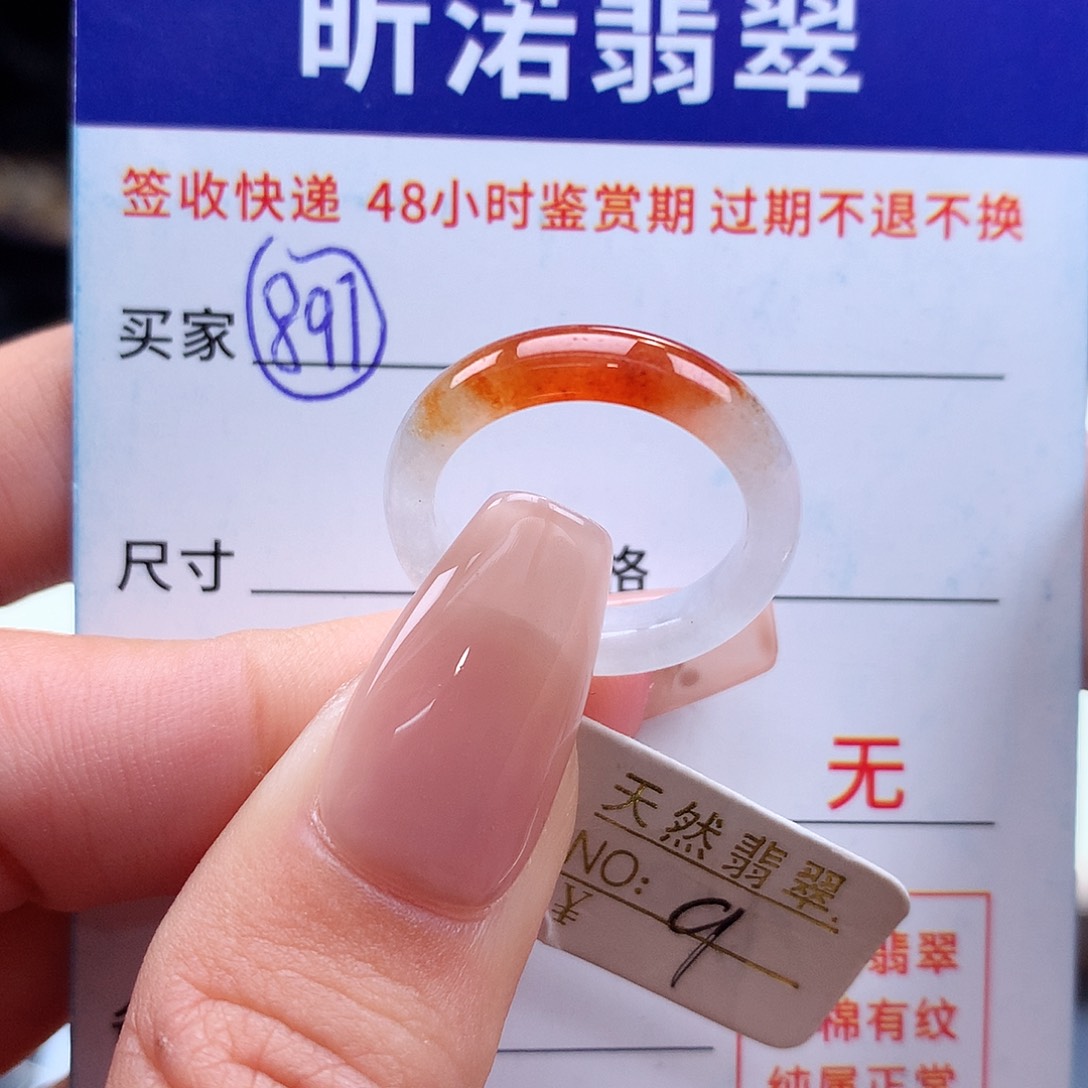 昕渃翡翠
签收快递 48小时鉴赏期 过期不退不换
买家 891
尺寸
格
无
天然翡翠
NO: 9
翡翠
棉有纹
纯属正常